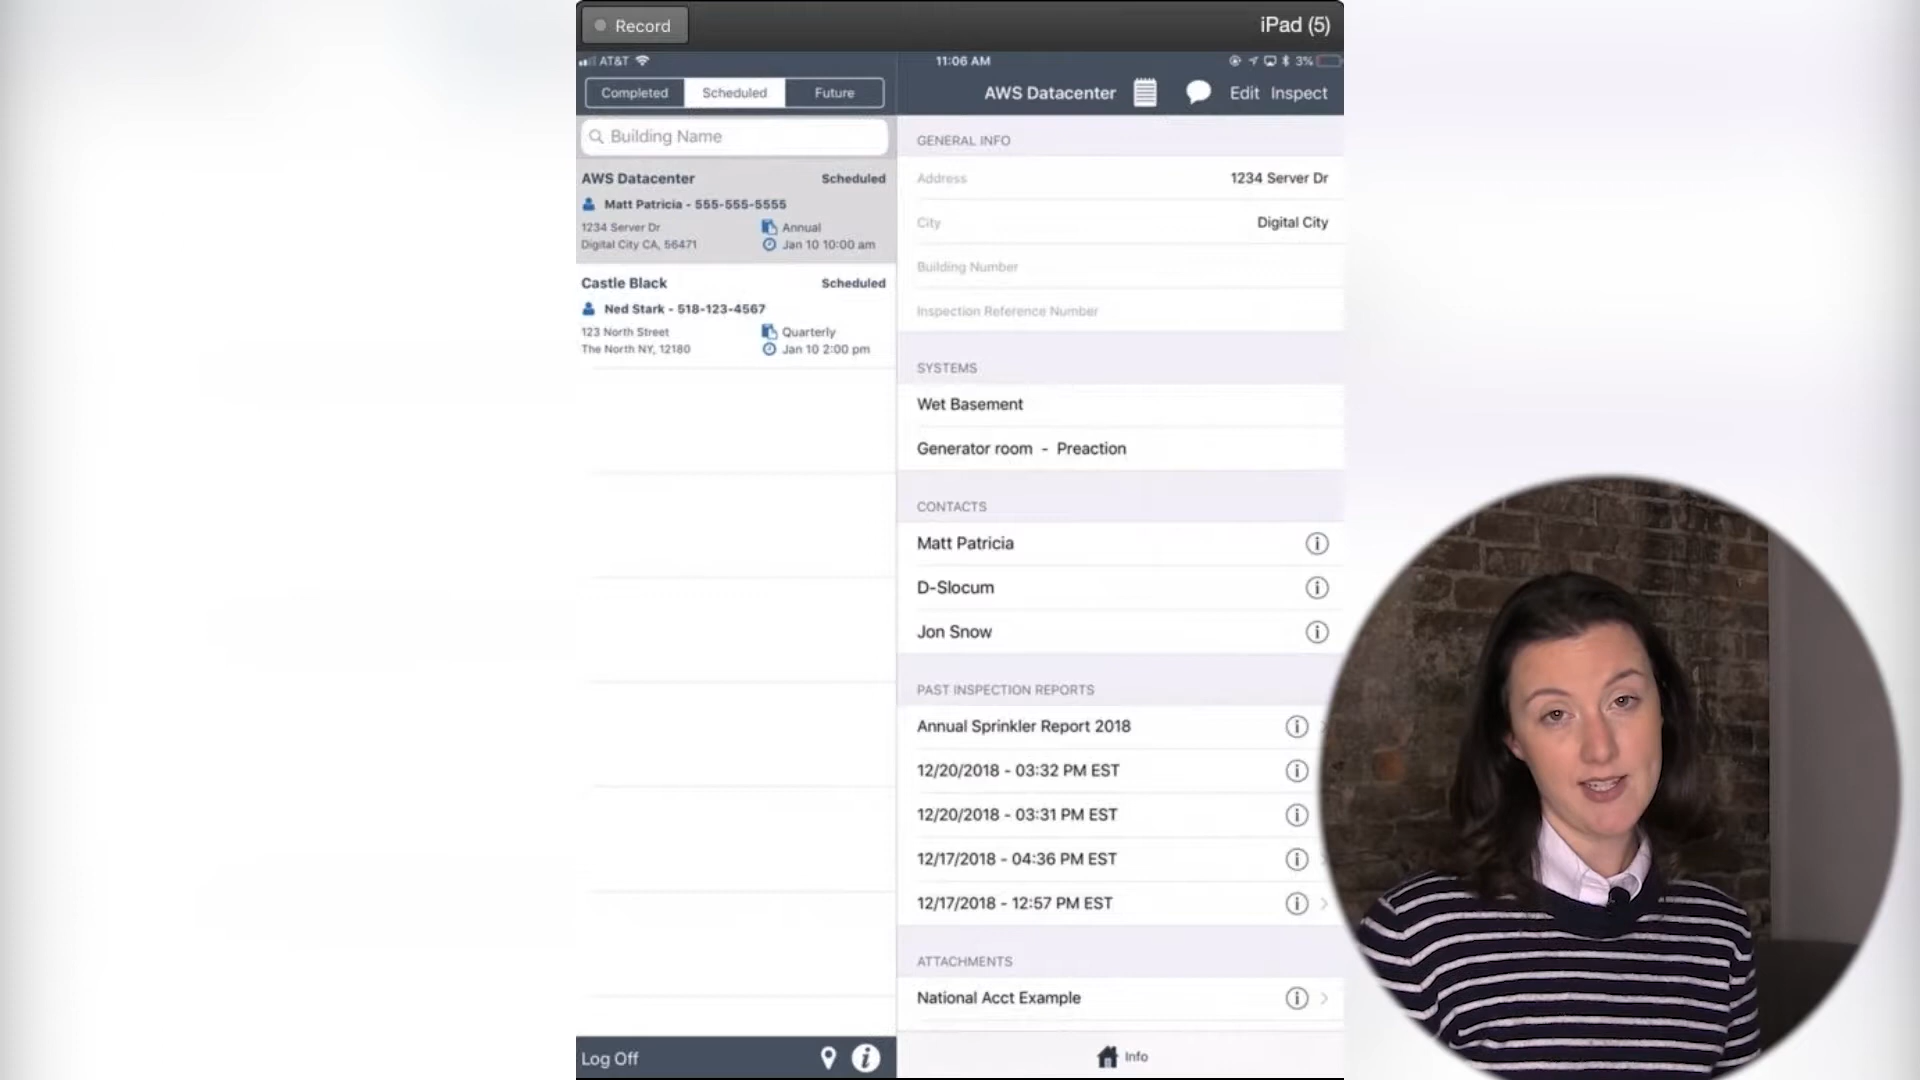 Record
iPad (5)
AT&T
11:06 AM
3%
Completed
Scheduled
Future
AWS Datacenter
Edit
Inspect
Building Name
AWS Datacenter
Scheduled
Matt Patricia - 555-555-5555
1234 Server Dr
Annual
Digital City CA, 56471
Jan 10 10:00 am
Castle Black
Scheduled
Ned Stark - 518-123-4567
123 North Street
Quarterly
The North NY, 12180
Jan 10 2:00 pm
GENERAL INFO
Address
1234 Server Dr
City
Digital City
Building Number
Inspection Reference Number
SYSTEMS
Wet Basement
Generator room - Preaction
CONTACTS
Matt Patricia
D-Slocum
Jon Snow
PAST INSPECTION REPORTS
Annual Sprinkler Report 2018
12/20/2018 - 03:32 PM EST
12/20/2018 - 03:31 PM EST
12/17/2018 - 04:36 PM EST
12/17/2018 - 12:57 PM EST
ATTACHMENTS
National Acct Example
Log Off
Info